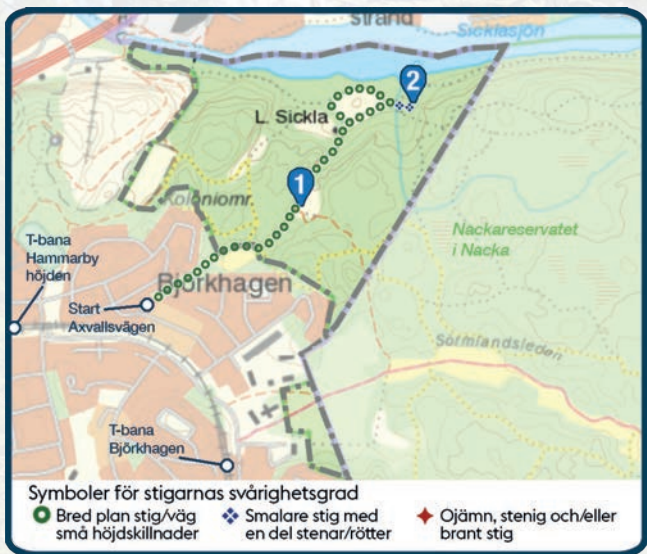 Strand
Sicklasjön
2
L. Sickla
1
Koloniomr.
T-bana
Hammarby
höjden
Nackareservatet
i Nacka
Björkhagen
Start
Axvallsvägen
Sörmlandsleden
T-bana
Björkhagen
Symboler för stigarnas svårighetsgrad
Bred plan stig/väg
små höjdskillnader
Smalare stig med
en del stenar/rötter
Ojämn, stenig och/eller
brant stig